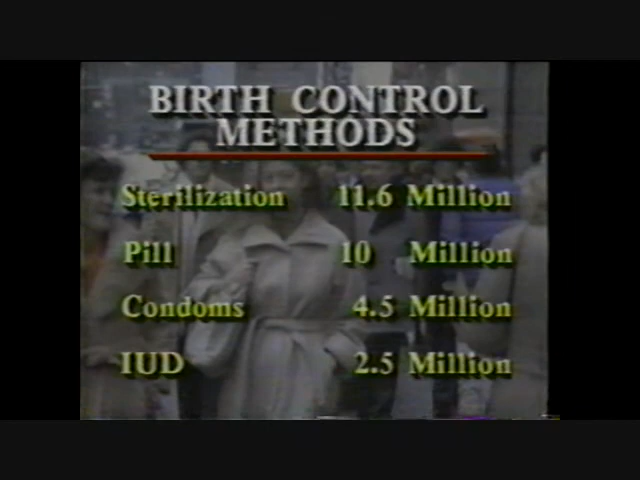 BIRTH CONTROL
METHODS
Sterilization 11.6 Million
Pill 10 Million
Condoms 4.5 Million
IUD 2.5 Million